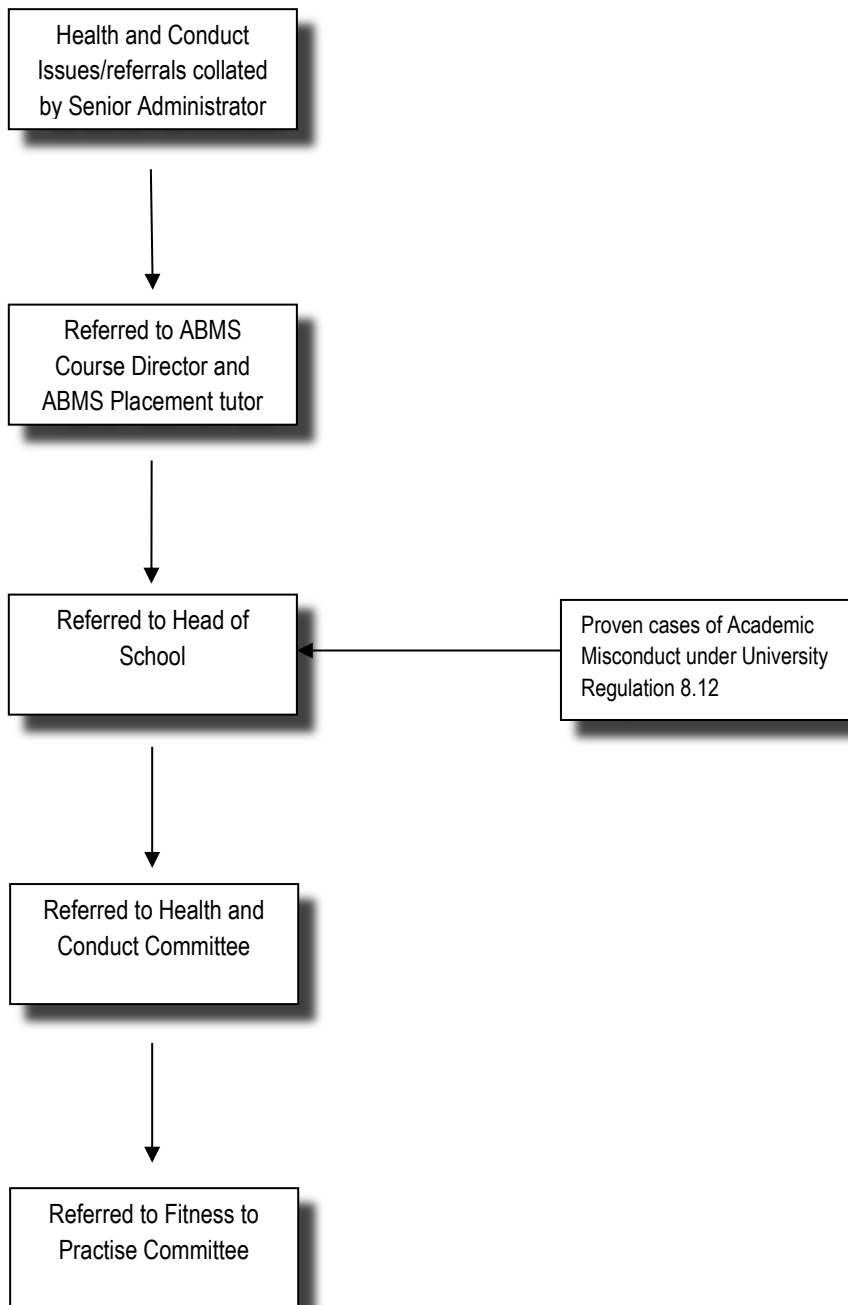 Health and Conduct
Issues/referrals collated
by Senior Administrator
Referred to ABMS
Course Director and
ABMS Placement tutor
Referred to Head of
School
Proven cases of Academic
Misconduct under University
Regulation 8.12
Referred to Health and
Conduct Committee
Referred to Fitness to
Practise Committee